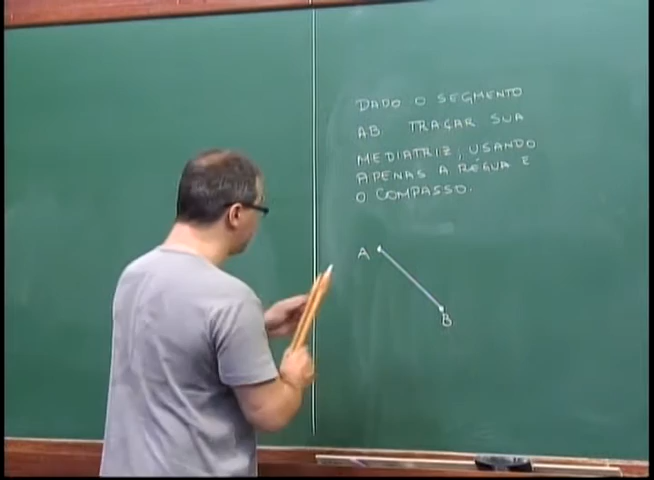 DADO O SEGMENTO
AB TRAÇAR SUA
MEDIATRIZ, USANDO
APENAS A RÉGUA E
O COMPASSO.
A
B